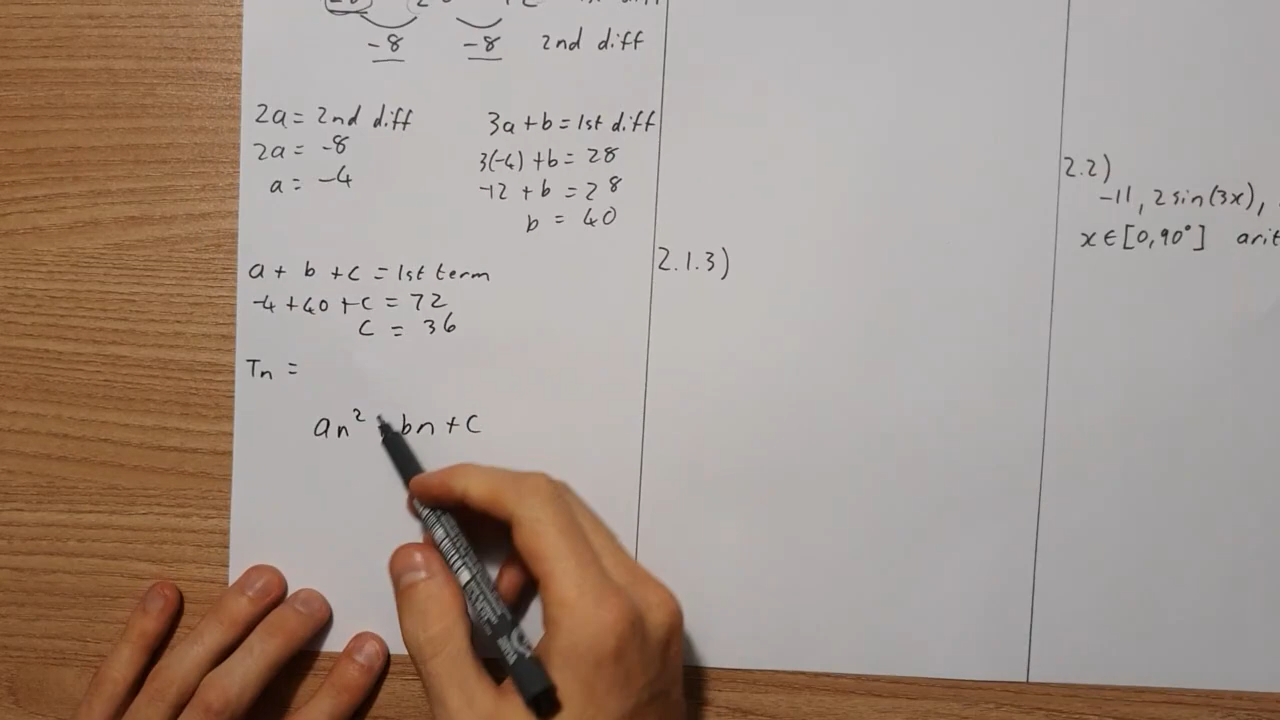 -8 -8 2nd diff
2a = 2nd diff
2a = -8
a = -4
3a + b = 1st diff
3(-4) + b = 28
-12 + b = 28
b = 40
a + b + c = 1st term
-4 + 40 + c = 72
c = 36
Tn =
an² + bn + c
2.1.3)
2.2)
-11, 2 sin(3x),
x ∈ [0, 90°] arit